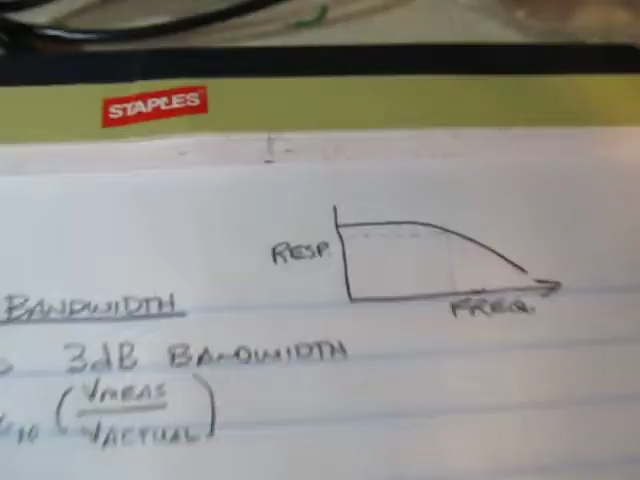 STAPLES
RESP.
FREQ.
BANDWIDTH
3dB BANDWIDTH
(VMEAS
VACTUAL)